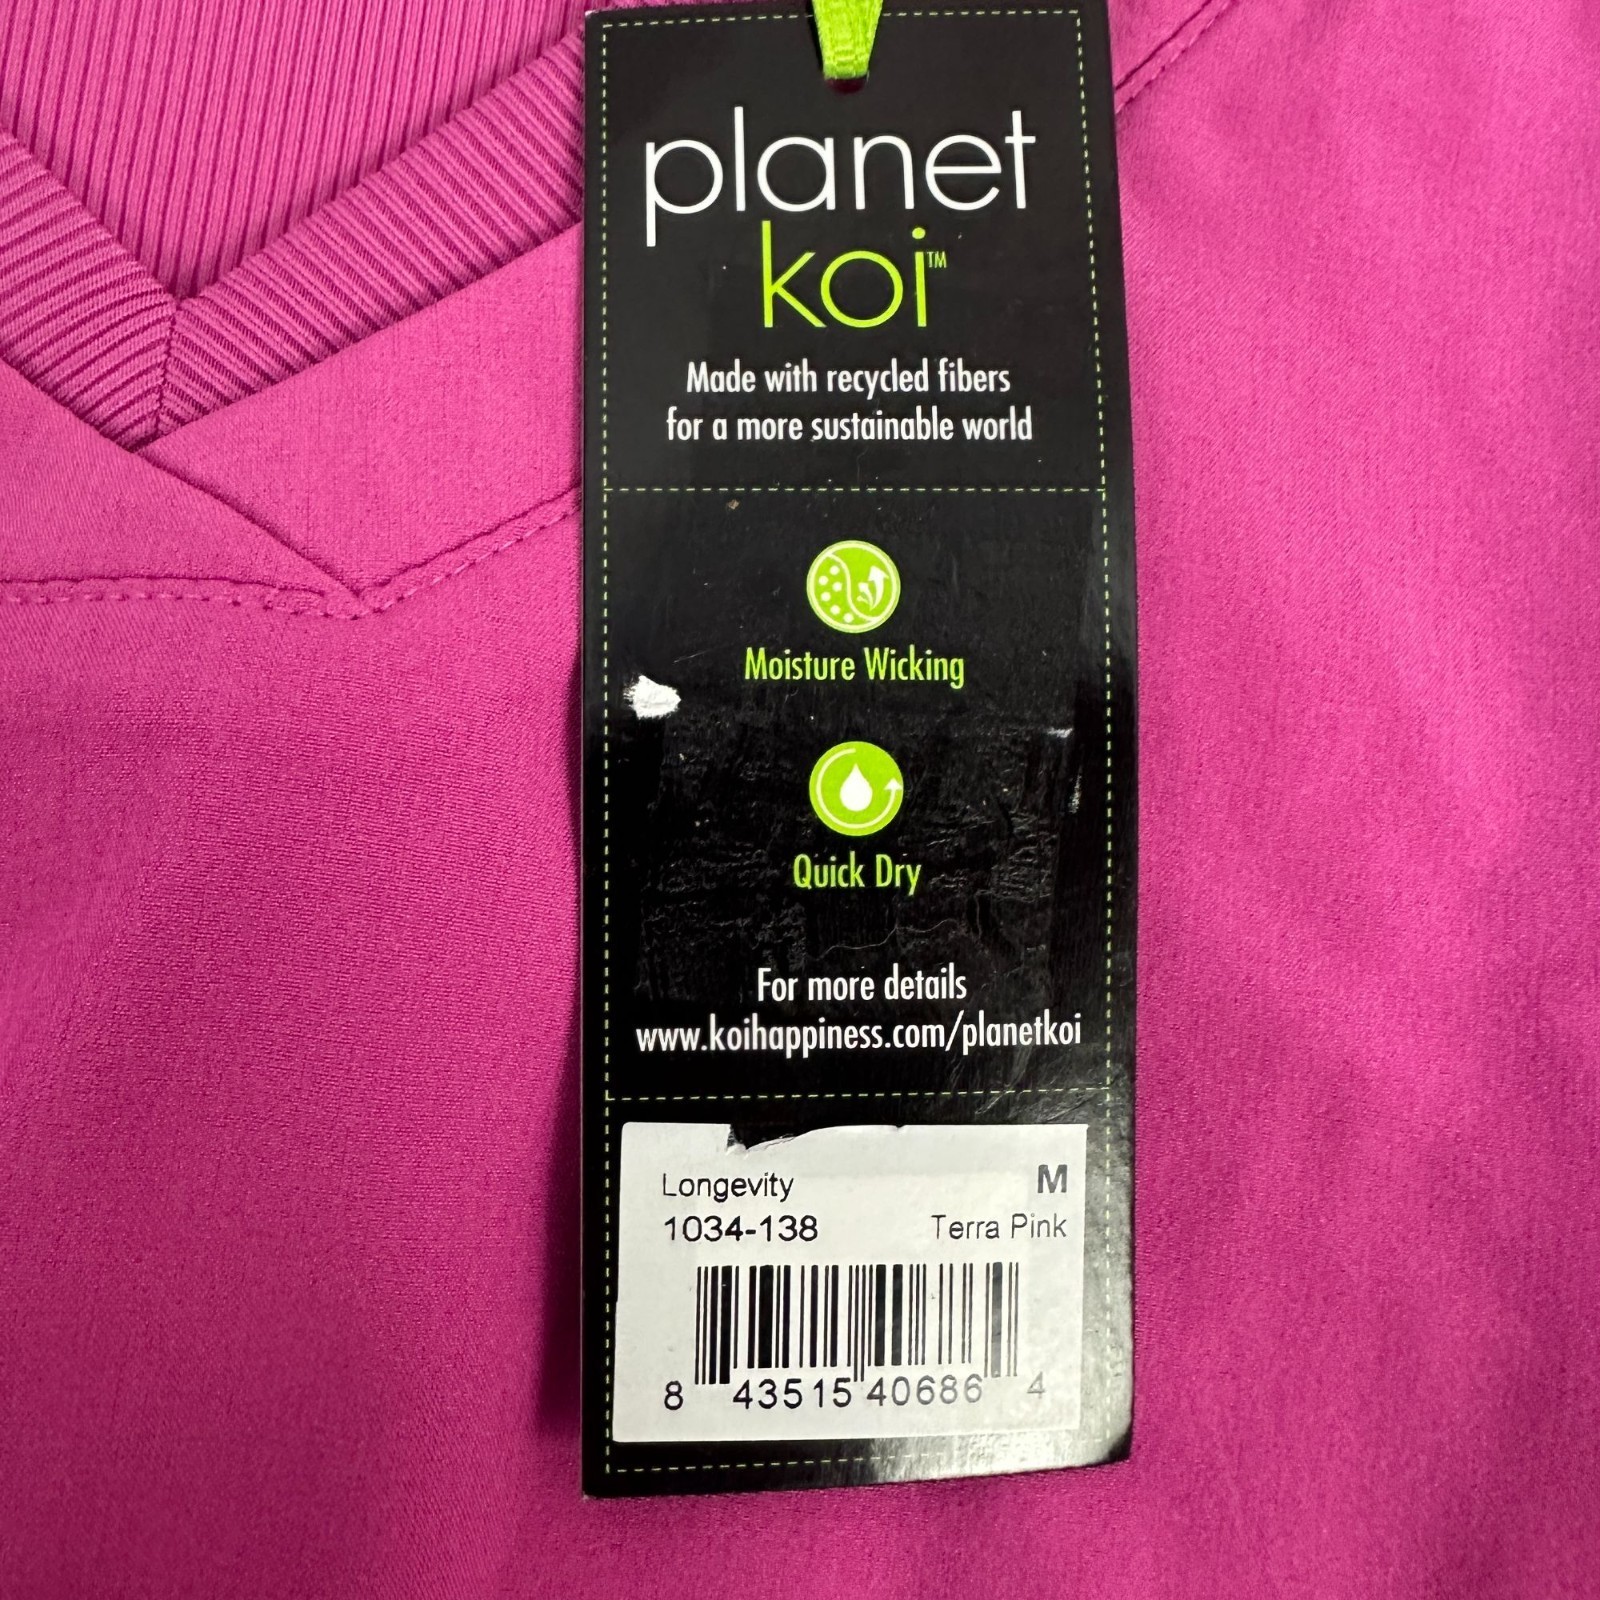 planet
koi™
Made with recycled fibers
for a more sustainable world
Moisture Wicking
Quick Dry
For more details
www.koihappiness.com/planetkoi
Longevity M
1034-138 Terra Pink
8 43515 40686 4